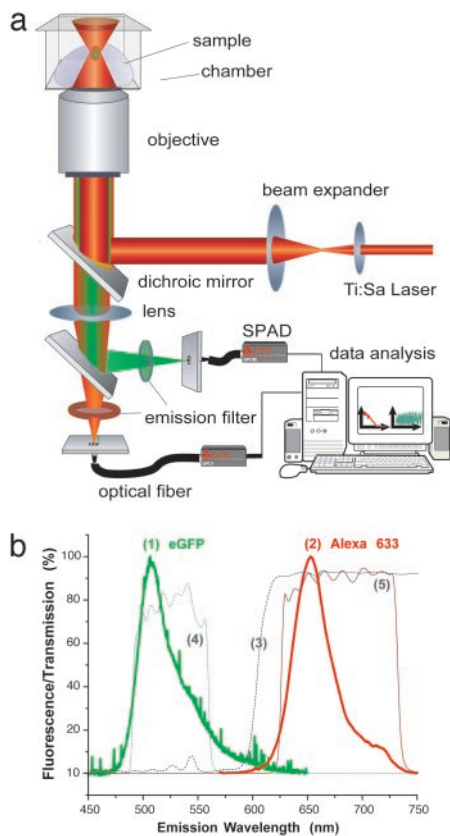 a
sample
chamber
objective
beam expander
dichroic mirror
Ti:Sa Laser
lens
SPAD
data analysis
emission filter
optical fiber
b
(1) eGFP
(2) Alexa 633
(3)
(4)
(5)
Fluorescence/Transmission (%)
100
80
60
40
20
10
450
500
550
600
650
700
750
Emission Wavelength (nm)